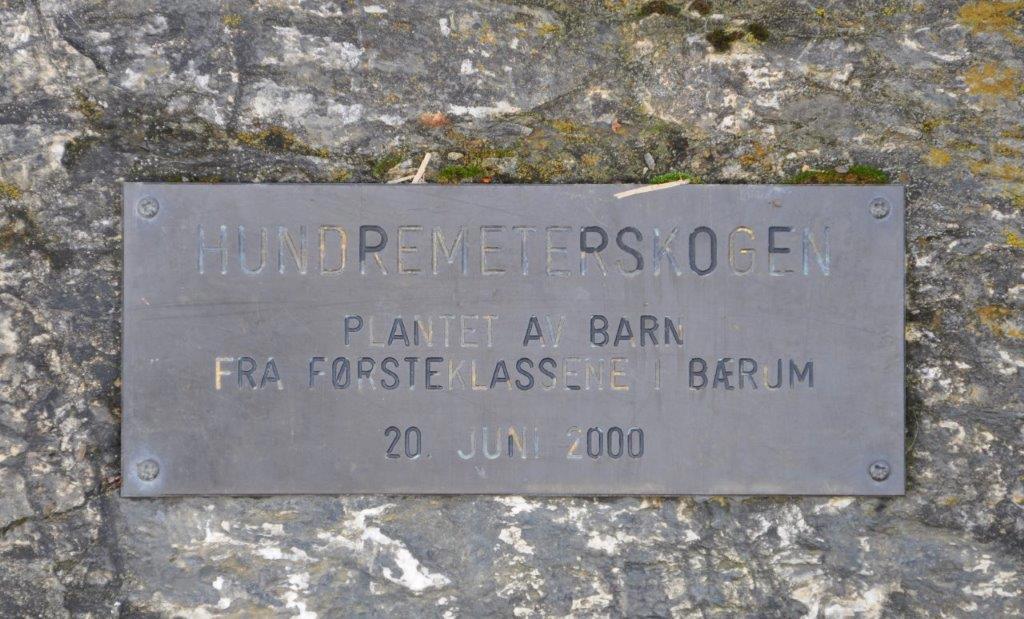 HUNDREMETERSKOGEN
PLANTET AV BARN
FRA FØRSTEKLASSENE I BÆRUM
20. JUNI 2000